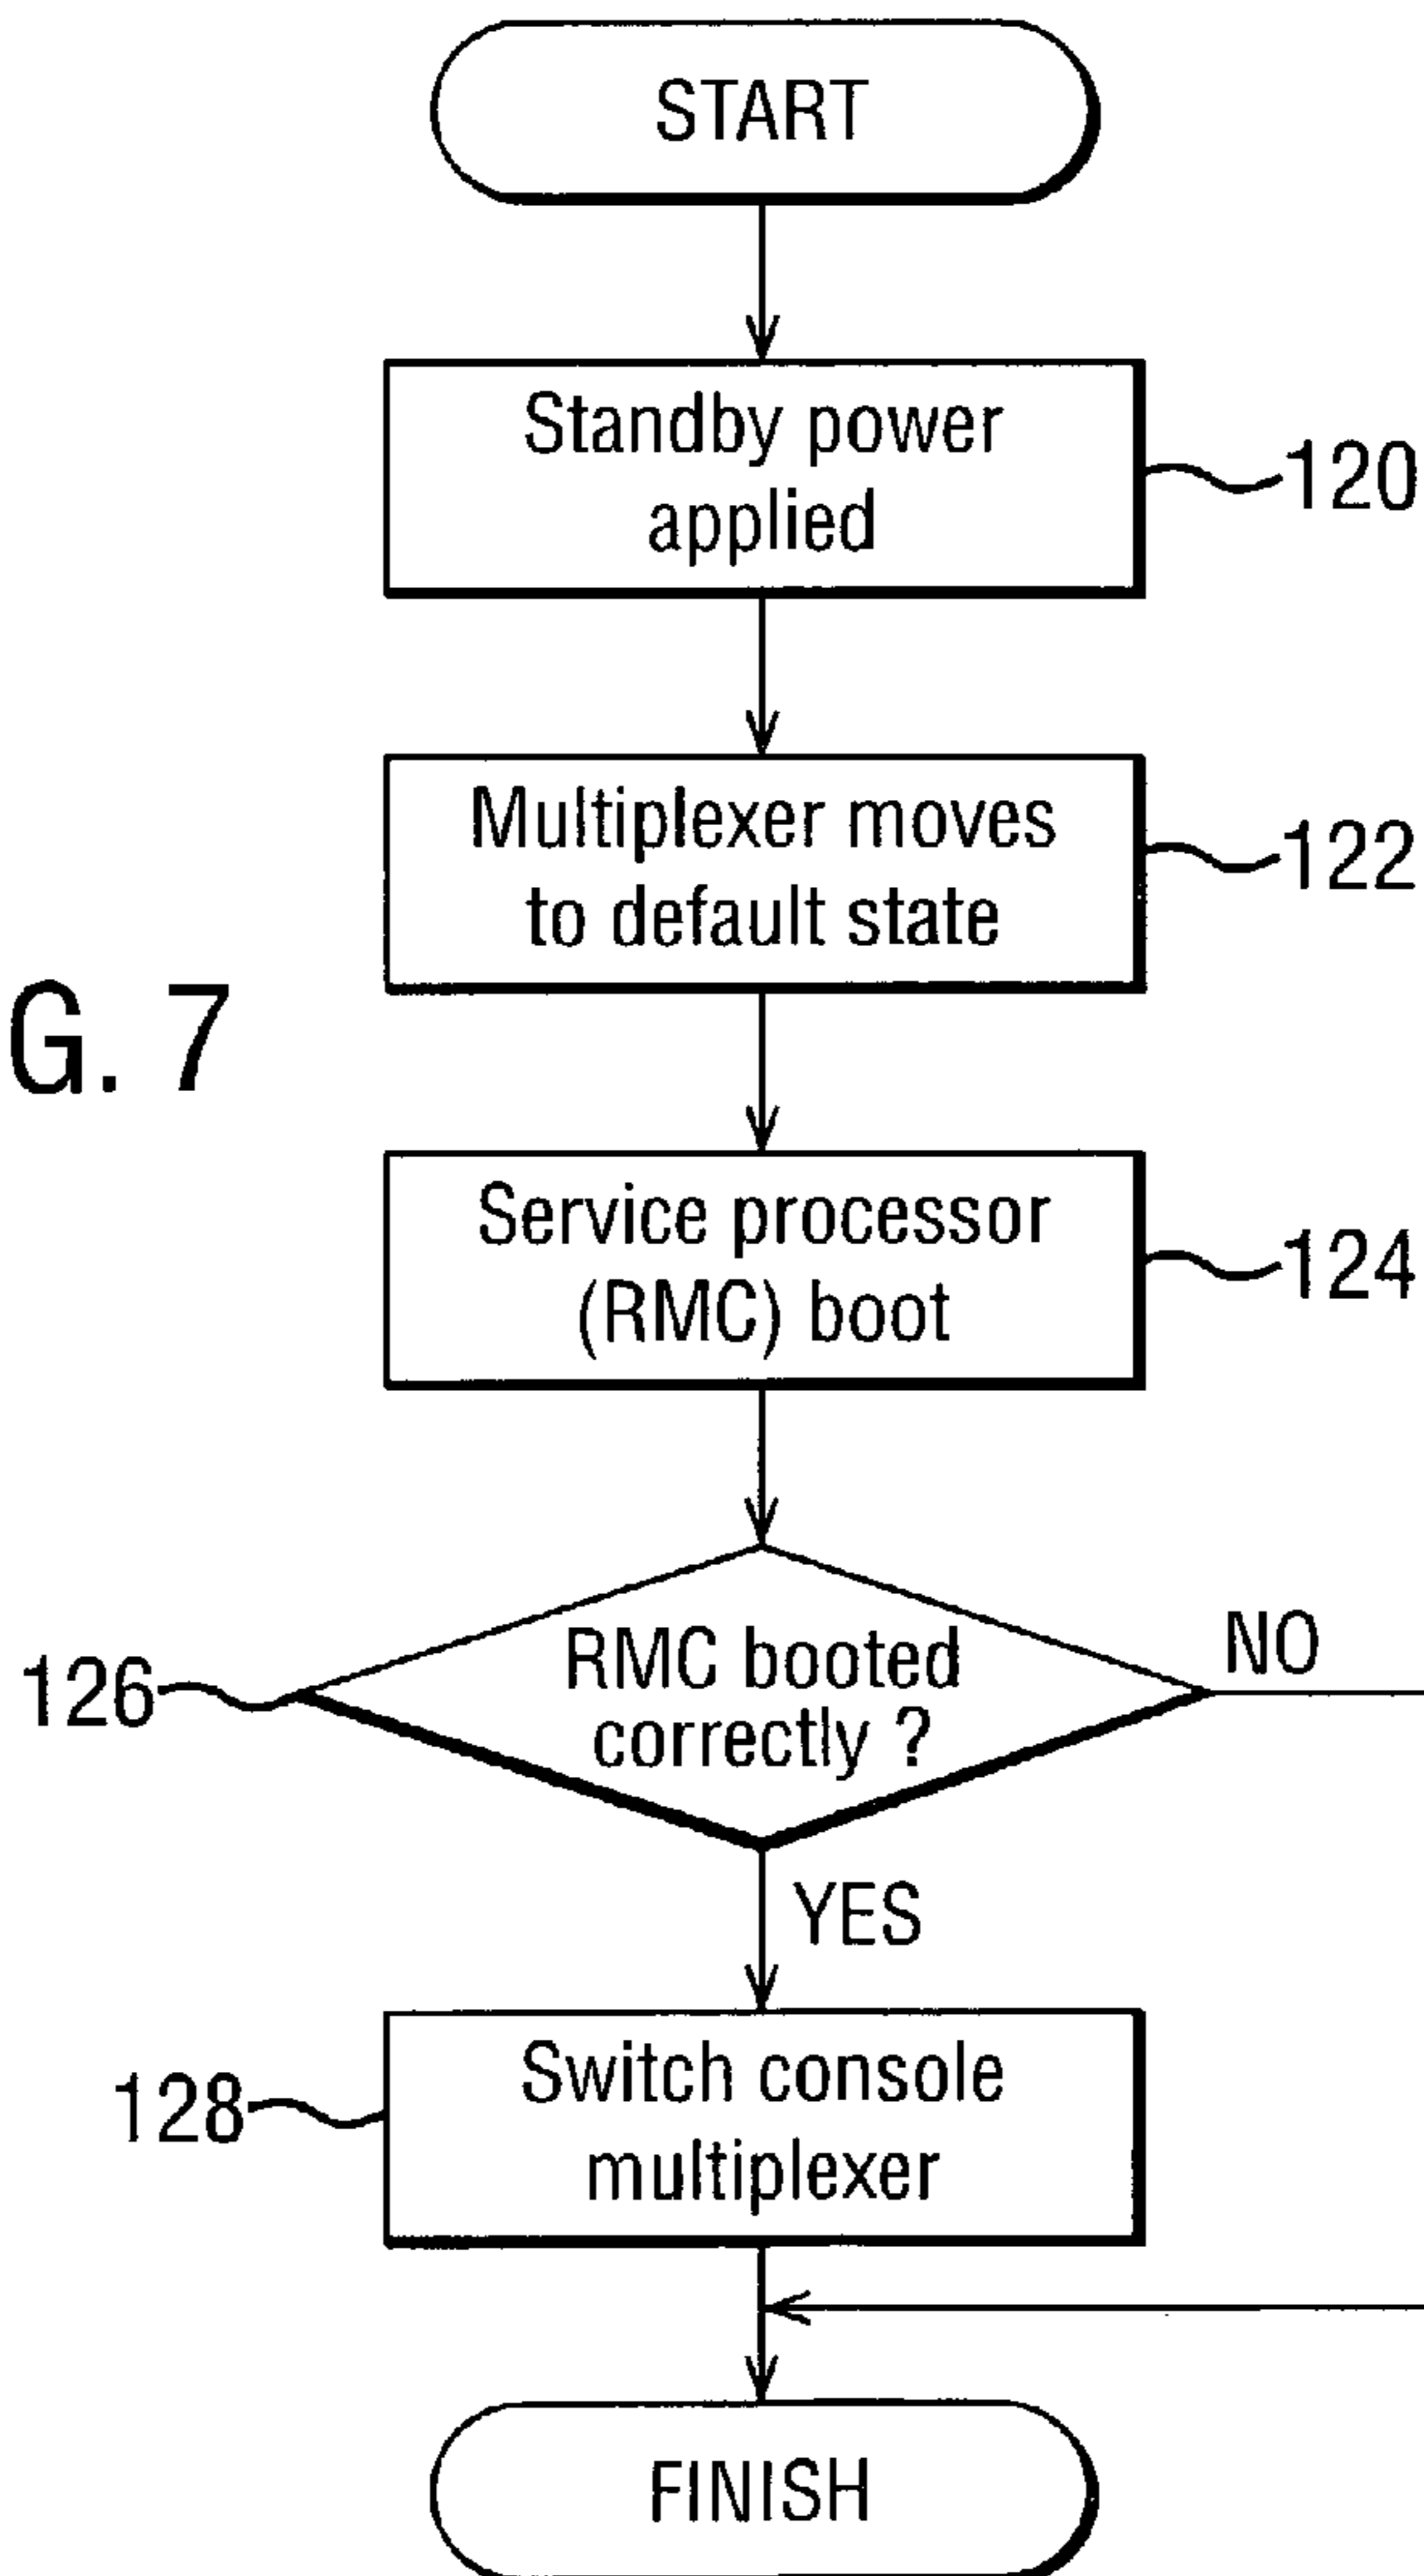 START
Standby power
applied
120
Multiplexer moves
to default state
122
G. 7
Service processor
(RMC) boot
124
RMC booted
correctly ?
126
NO
YES
Switch console
multiplexer
128
FINISH